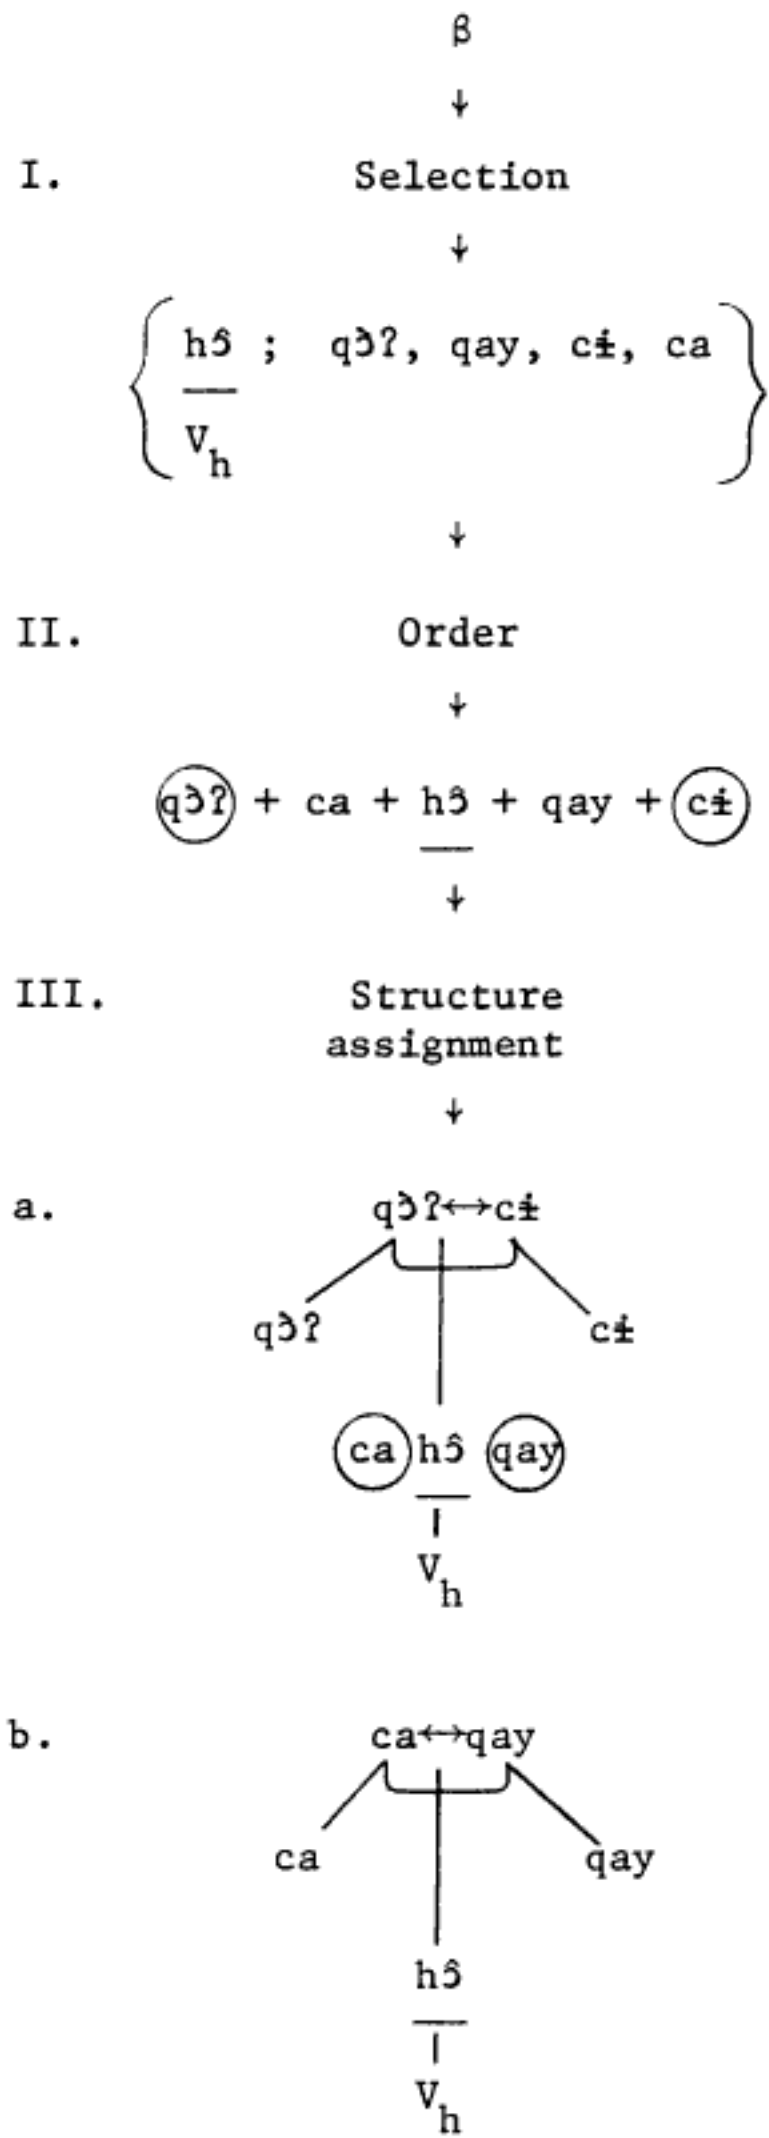 β
↓
I. Selection
↓
{ hɔ̂ ; qɔ̀ʔ, qay, cɨ, ca }
V_h
↓
II. Order
↓
qɔ̀ʔ + ca + hɔ̂ + qay + cɨ
↓
III. Structure
assignment
↓
a. qɔ̀ʔ↔cɨ
qɔ̀ʔ cɨ
ca hɔ̂ qay
V_h
b. ca↔qay
ca qay
hɔ̂
V_h